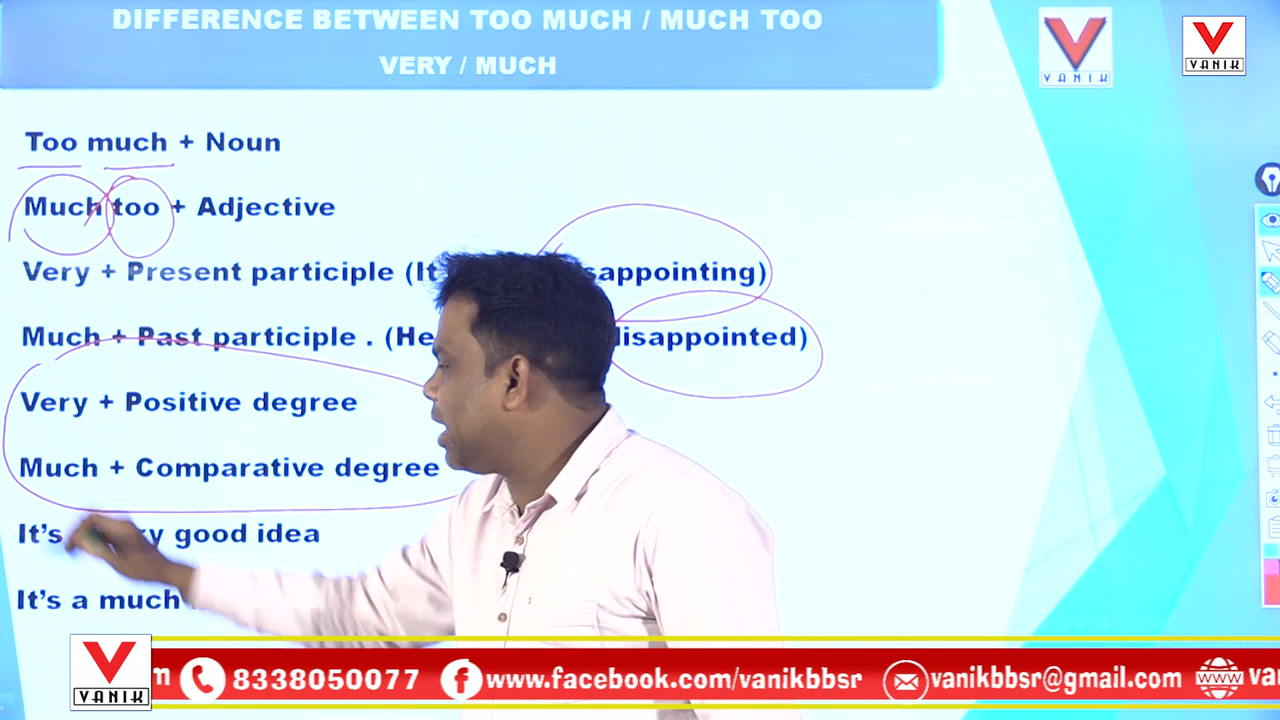 DIFFERENCE BETWEEN TOO MUCH / MUCH TOO
VERY / MUCH
VANIK
VANIK
Too much + Noun
Much too + Adjective
Very + Present participle (It
sappointing)
Much + Past participle . (He
disappointed)
Very + Positive degree
Much + Comparative degree
It's good idea
It's a much
VANIK
8338050077
www.facebook.com/vanikbbsr
vanikbbsr@gmail.com
www